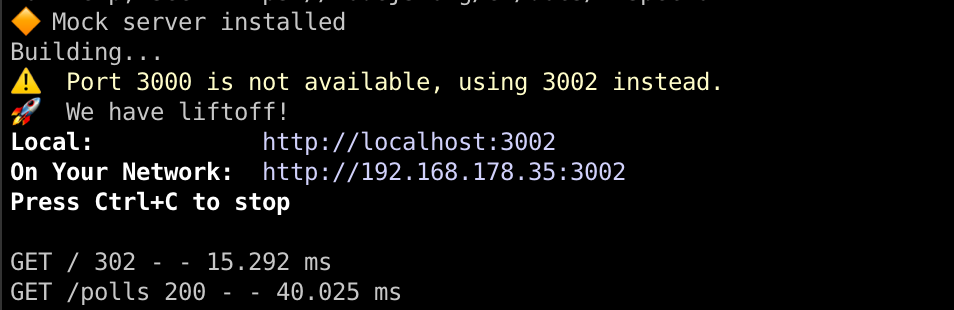 🔶 Mock server installed
Building...
⚠️ Port 3000 is not available, using 3002 instead.
🚀 We have liftoff!
Local: http://localhost:3002
On Your Network: http://192.168.178.35:3002
Press Ctrl+C to stop
GET / 302 - - 15.292 ms
GET /polls 200 - - 40.025 ms